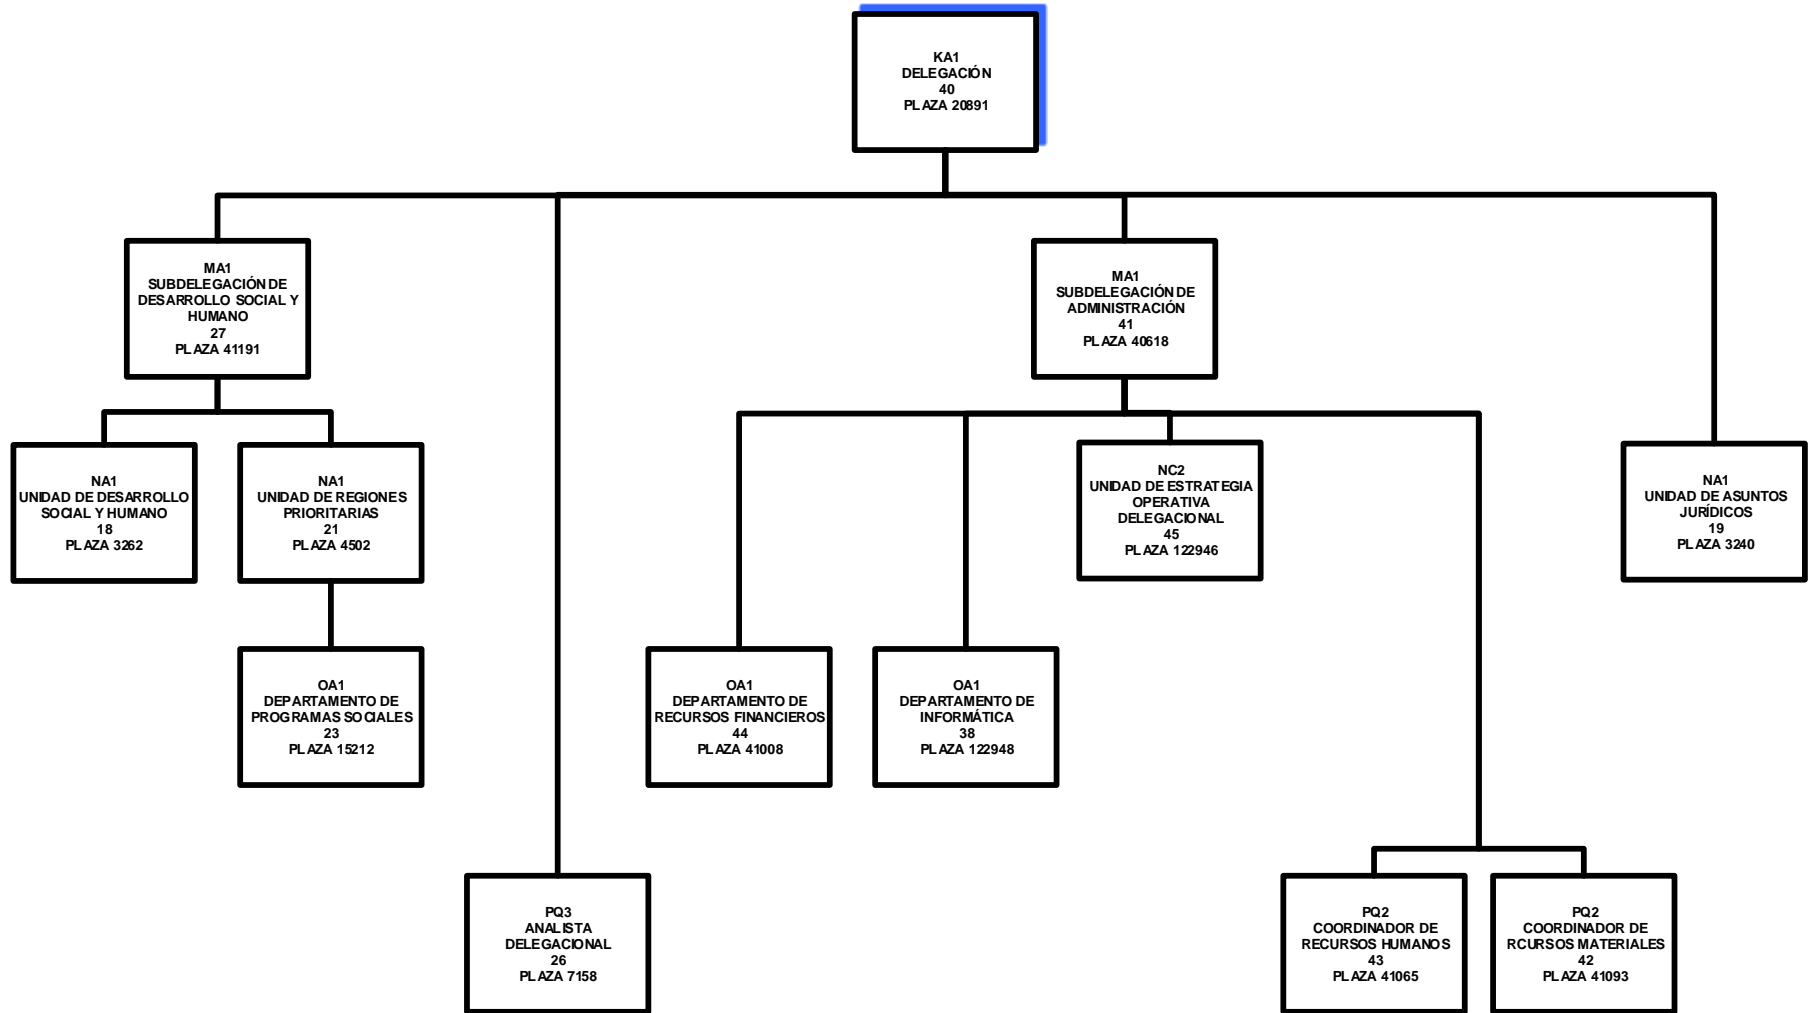 KA1
DELEGACIÓN
40
PLAZA 20891
MA1
SUBDELEGACIÓN DE
DESARROLLO SOCIAL Y
HUMANO
27
PLAZA 41191
MA1
SUBDELEGACIÓN DE
ADMINISTRACIÓN
41
PLAZA 40618
NA1
UNIDAD DE DESARROLLO
SOCIAL Y HUMANO
18
PLAZA 3262
NA1
UNIDAD DE REGIONES
PRIORITARIAS
21
PLAZA 4502
NC2
UNIDAD DE ESTRATEGIA
OPERATIVA
DELEGACIONAL
45
PLAZA 122946
NA1
UNIDAD DE ASUNTOS
JURÍDICOS
19
PLAZA 3240
OA1
DEPARTAMENTO DE
PROGRAMAS SOCIALES
23
PLAZA 15212
OA1
DEPARTAMENTO DE
RECURSOS FINANCIEROS
44
PLAZA 41008
OA1
DEPARTAMENTO DE
INFORMÁTICA
38
PLAZA 122948
PQ3
ANALISTA
DELEGACIONAL
26
PLAZA 7158
PQ2
COORDINADOR DE
RECURSOS HUMANOS
43
PLAZA 41065
PQ2
COORDINADOR DE
RCURSOS MATERIALES
42
PLAZA 41093